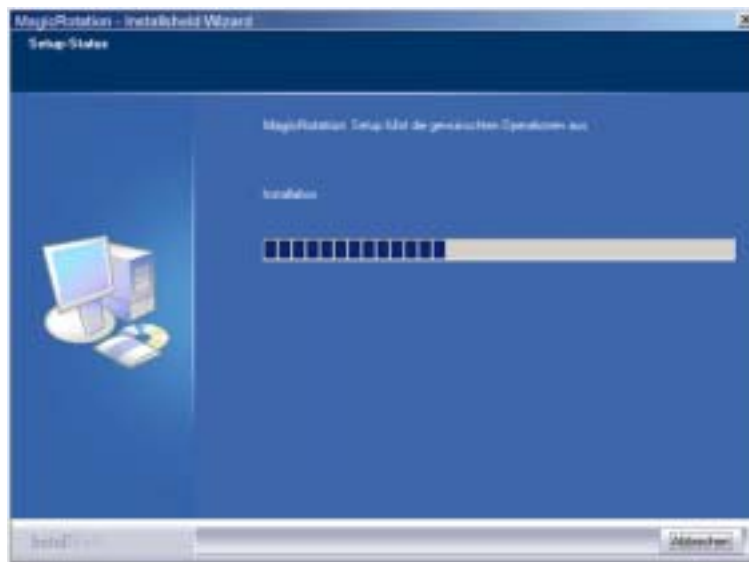 MagicRotation - InstallShield Wizard
Setup-Status
MagicRotation Setup führt die gewünschten Operationen aus
Installation
Abbrechen